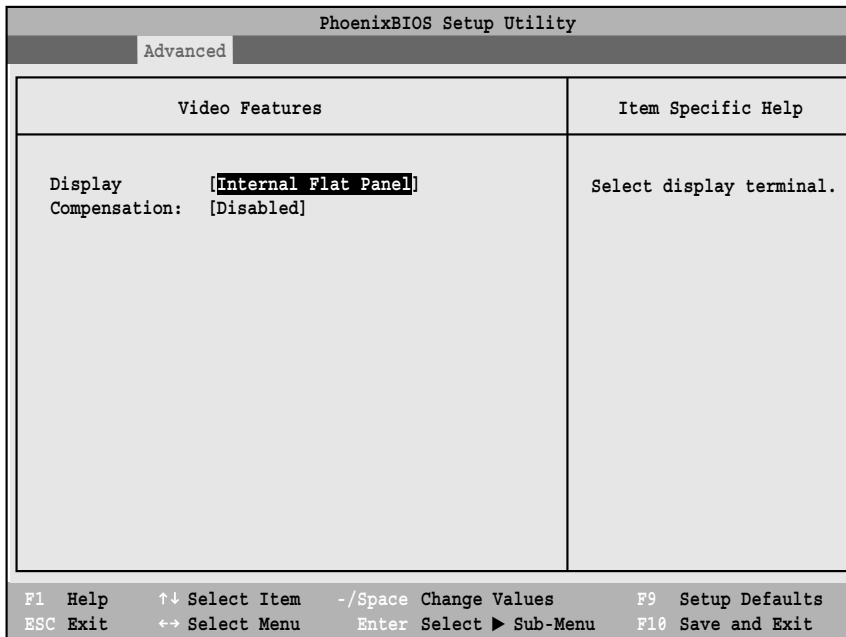 PhoenixBIOS Setup Utility
Advanced
Video Features
Item Specific Help
Display [Internal Flat Panel]
Compensation: [Disabled]
Select display terminal.
F1 Help ↑↓ Select Item -/Space Change Values F9 Setup Defaults
ESC Exit ←→ Select Menu Enter Select ▶ Sub-Menu F10 Save and Exit